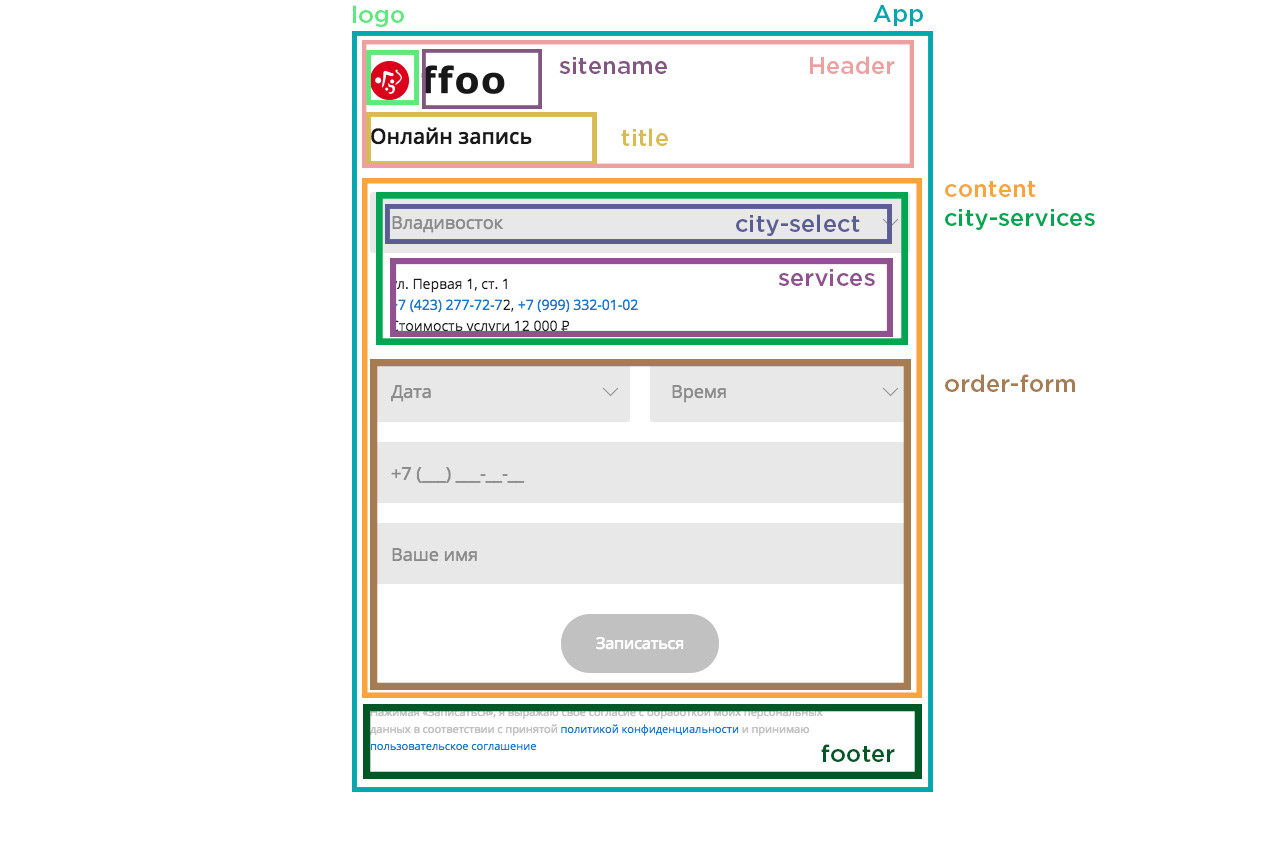 logo
App
ffoo
sitename
Header
Онлайн запись
title
content
Владивосток
city-select
city-services
ул. Первая 1, ст. 1
services
+7 (423) 277-72-72, +7 (999) 332-01-02
Стоимость услуги 12 000 ₽
order-form
Дата
Время
+7 (___) ___-__-__
Ваше имя
Записаться
Нажимая «Записаться», я выражаю свое согласие с обработкой моих персональных
данных в соответствии с принятой политикой конфиденциальности и принимаю
пользовательское соглашение
footer